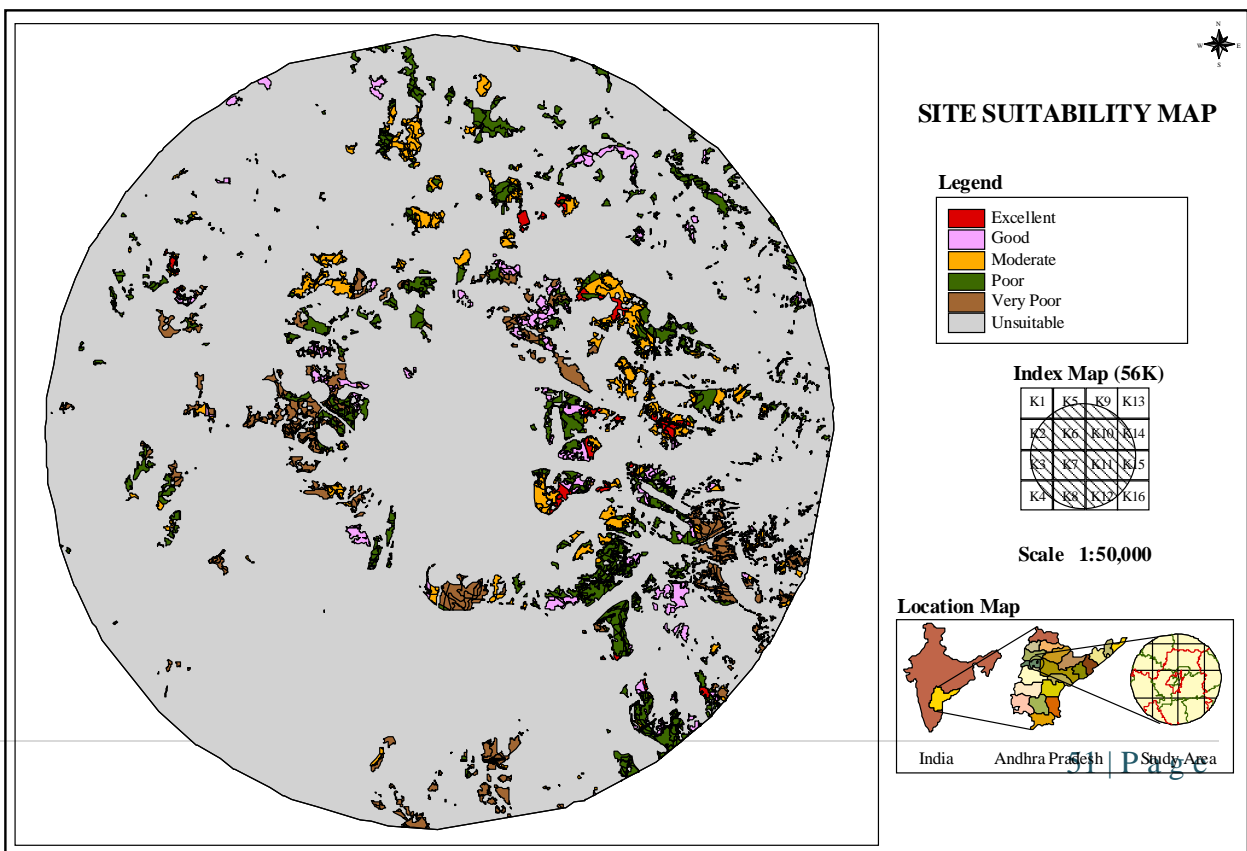 N
W E
S
SITE SUITABILITY MAP
Legend
Excellent
Good
Moderate
Poor
Very Poor
Unsuitable
Index Map (56K)
K1 K5 K9 K13
K2 K6 K10 K14
K3 K7 K11 K15
K4 K8 K12 K16
Scale 1:50,000
Location Map
India Andhra Pradesh Study Area
51 | Page